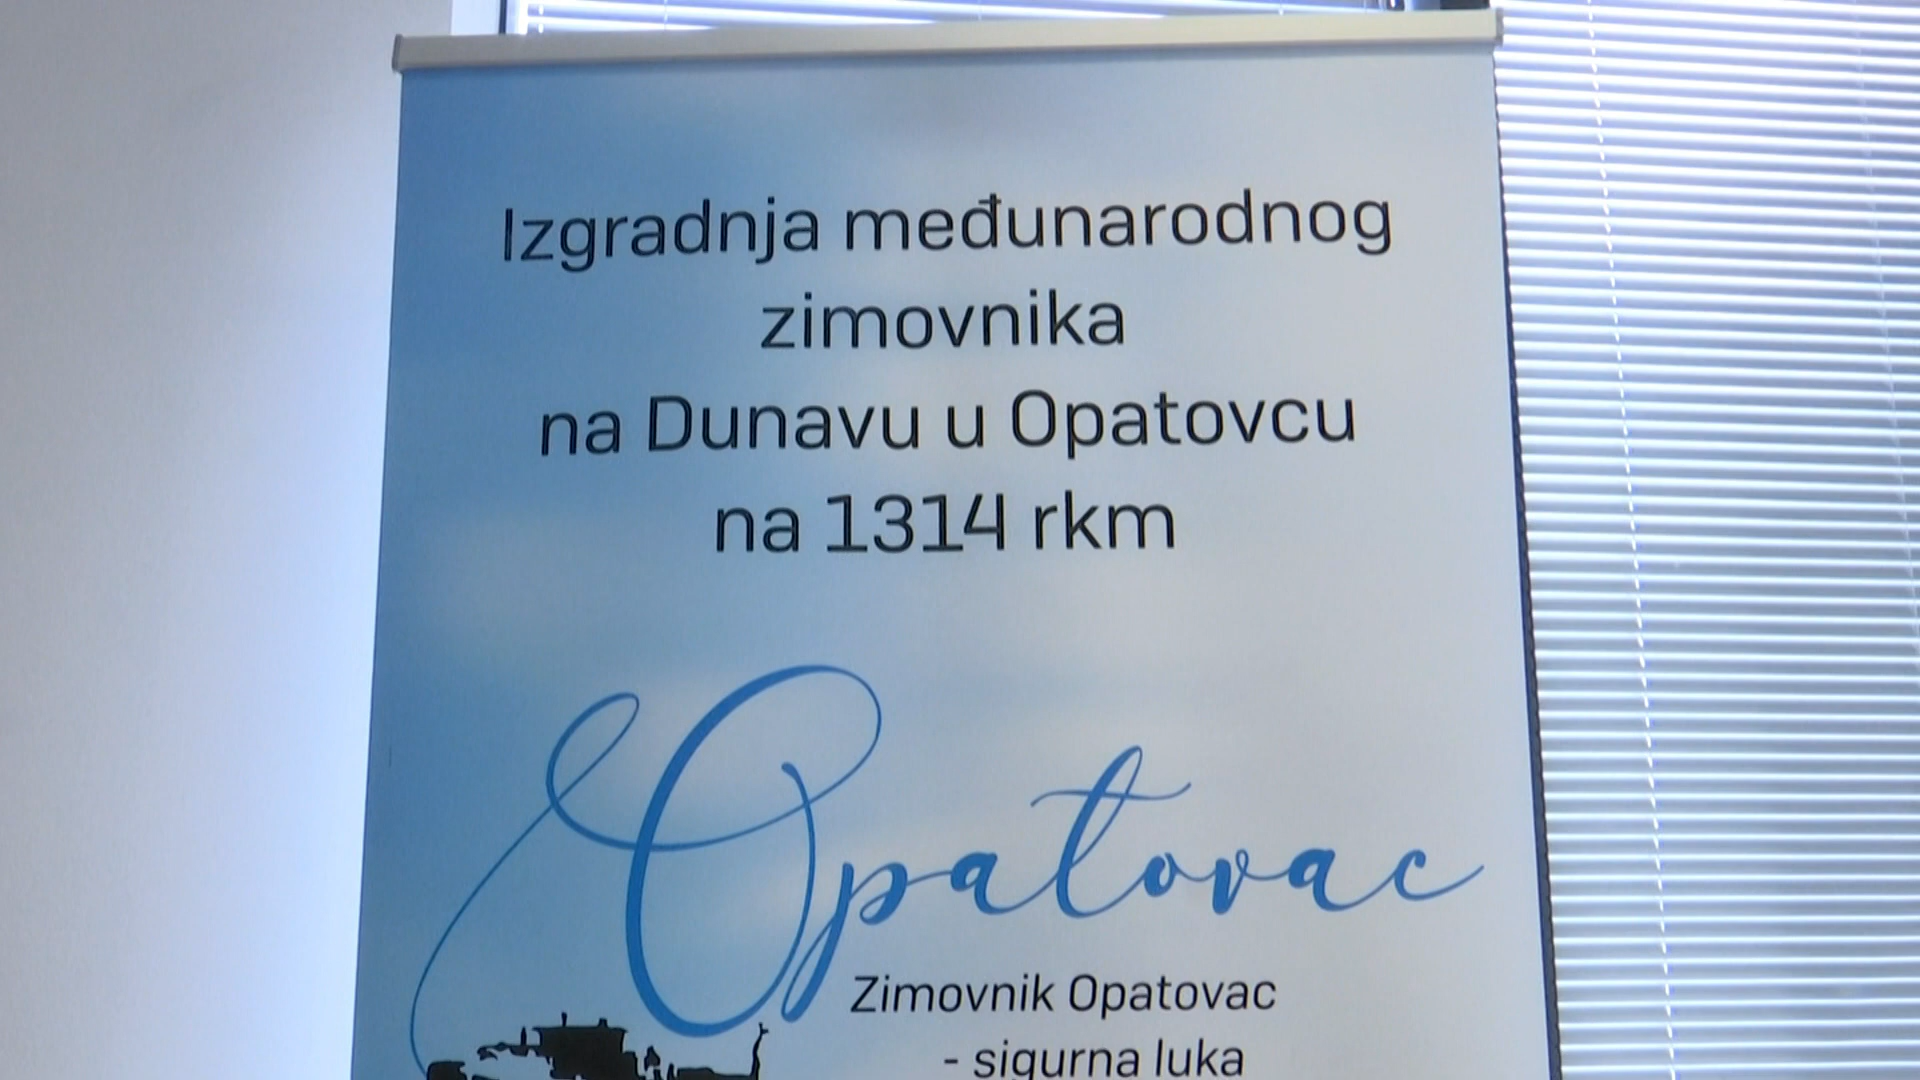 Izgradnja međunarodnog
zimovnika
na Dunavu u Opatovcu
na 1314 rkm
Opatovac
Zimovnik Opatovac
- sigurna luka